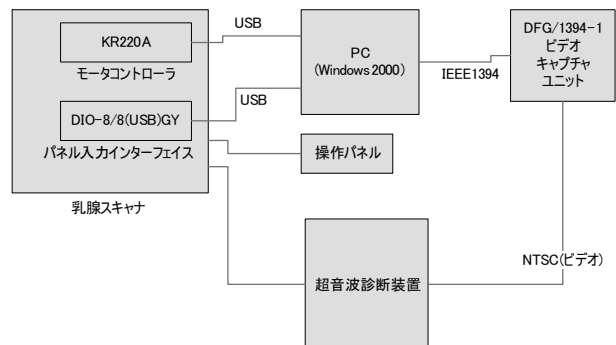 USB
KR220A
モータコントローラ
PC
(Windows 2000)
DFG/1394-1
ビデオ
キャプチャ
ユニット
IEEE1394
USB
DIO-8/8(USB)GY
パネル入力インターフェイス
操作パネル
乳腺スキャナ
超音波診断装置
NTSC(ビデオ)